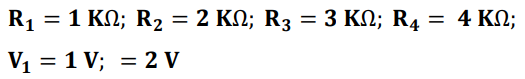 R₁ = 1 KΩ; R₂ = 2 KΩ; R₃ = 3 KΩ; R₄ = 4 KΩ;
V₁ = 1 V; = 2 V